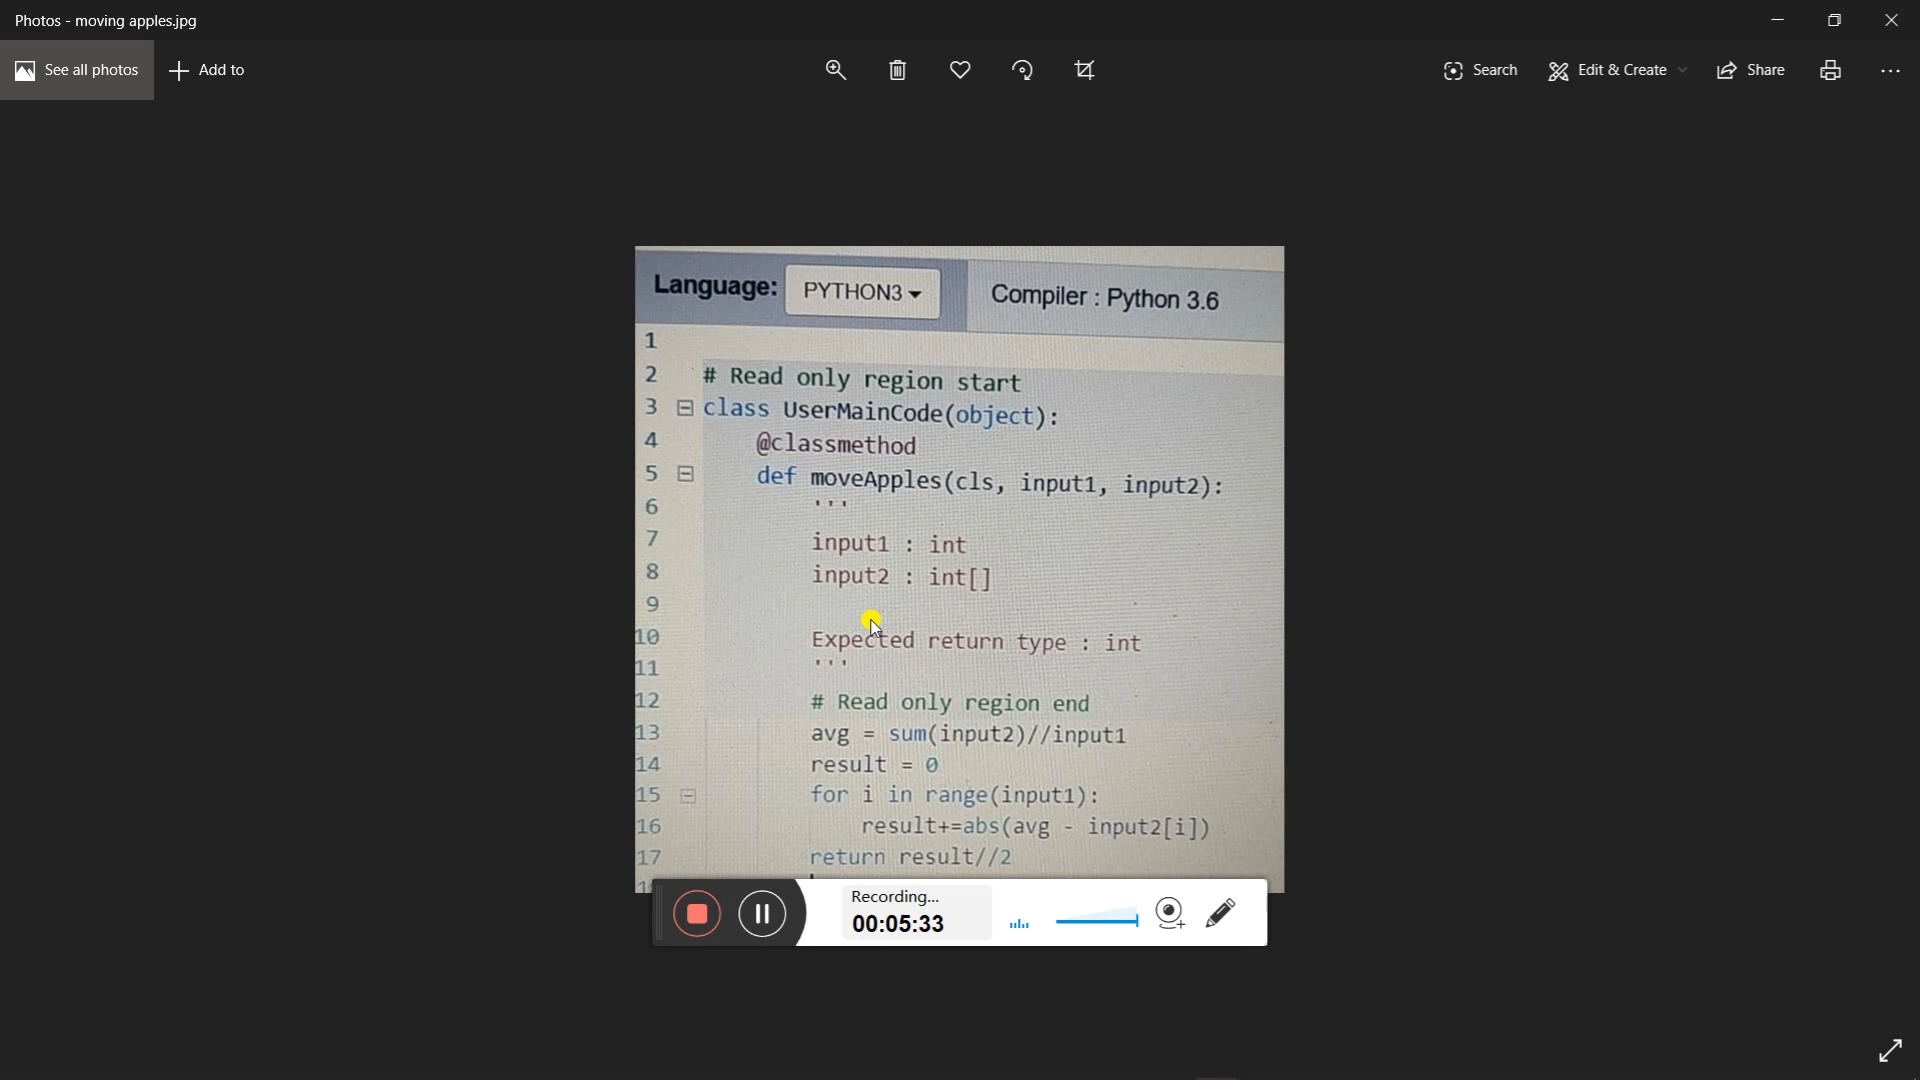 Photos - moving apples.jpg
See all photos
Add to
Search
Edit & Create
Share
Language:
PYTHON3
Compiler : Python 3.6
1
2 # Read only region start
3 class UserMainCode(object):
4 @classmethod
5 def moveApples(cls, input1, input2):
6 '''
7 input1 : int
8 input2 : int[]
9
10 Expected return type : int
11 '''
12 # Read only region end
13 avg = sum(input2)//input1
14 result = 0
15 for i in range(input1):
16 result+=abs(avg - input2[i])
17 return result//2
Recording...
00:05:33